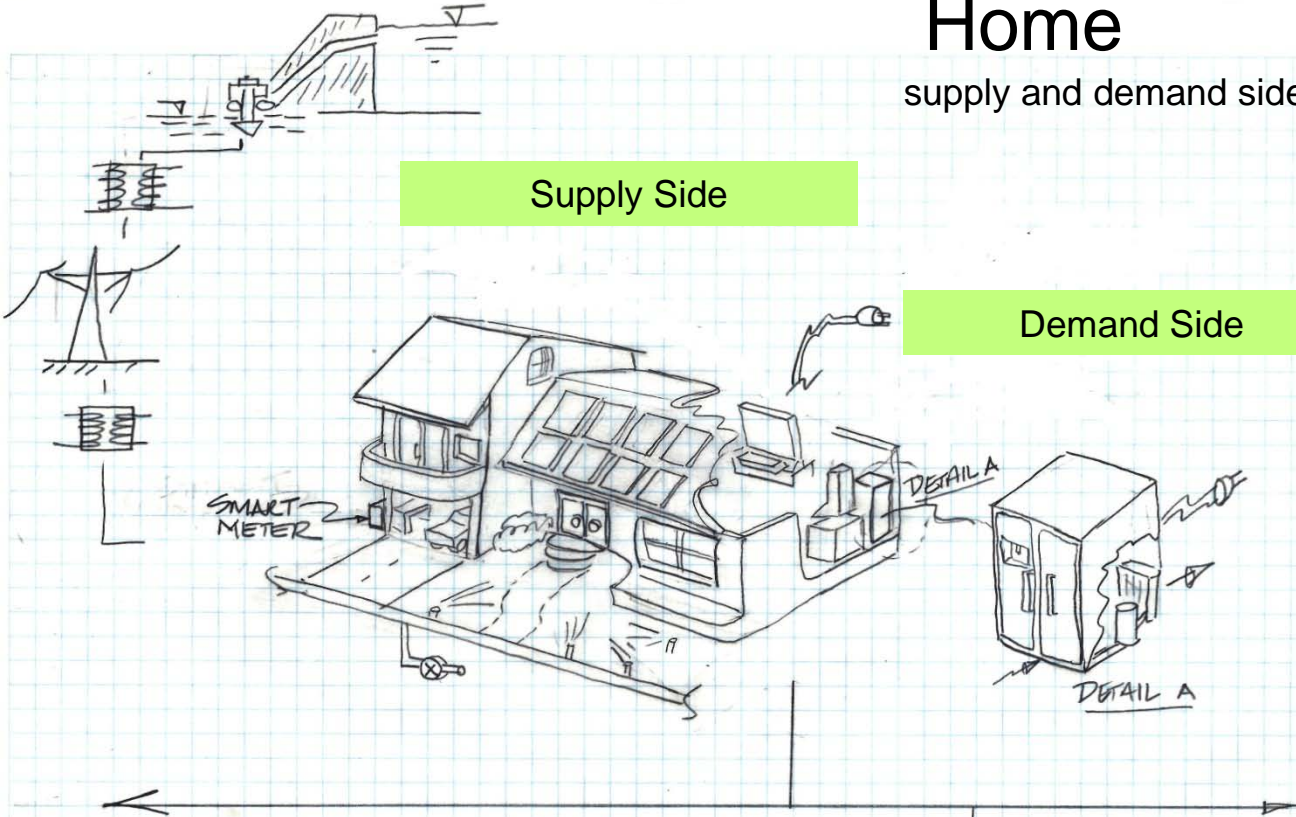 Home
supply and demand side
Supply Side
Demand Side
SMART
METER
DETAIL A
DETAIL A